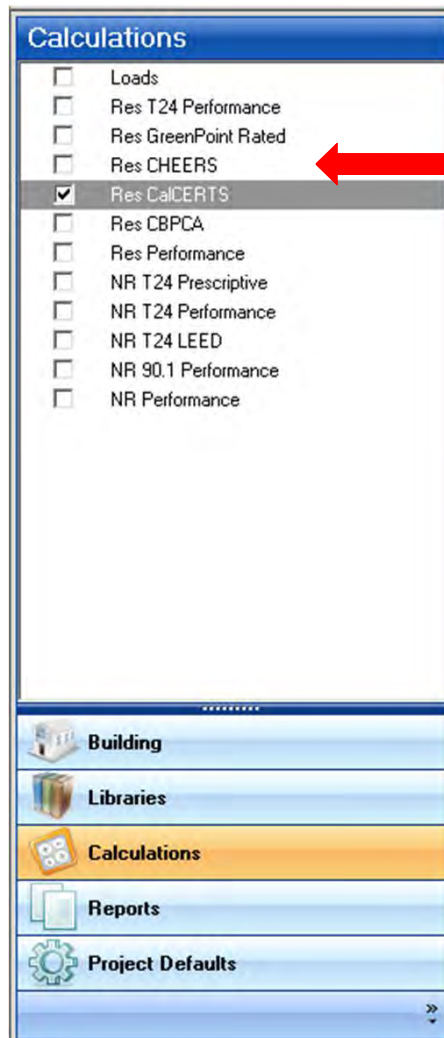 Calculations
Loads
Res T24 Performance
Res GreenPoint Rated
Res CHEERS
Res CalCERTS
Res CBPCA
Res Performance
NR T24 Prescriptive
NR T24 Performance
NR T24 LEED
NR 90.1 Performance
NR Performance
Building
Libraries
Calculations
Reports
Project Defaults